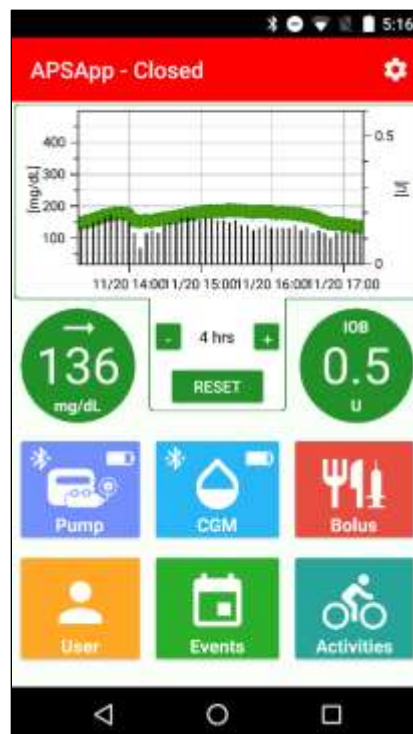 5:16
APSApp - Closed
400
300
200
100
[mg/dL]
0.5
0
[U]
11/20 14:00 11/20 15:00 11/20 16:00 11/20 17:00
136
mg/dL
- 4 hrs +
RESET
IOB
0.5
U
Pump
CGM
Bolus
User
Events
Activities